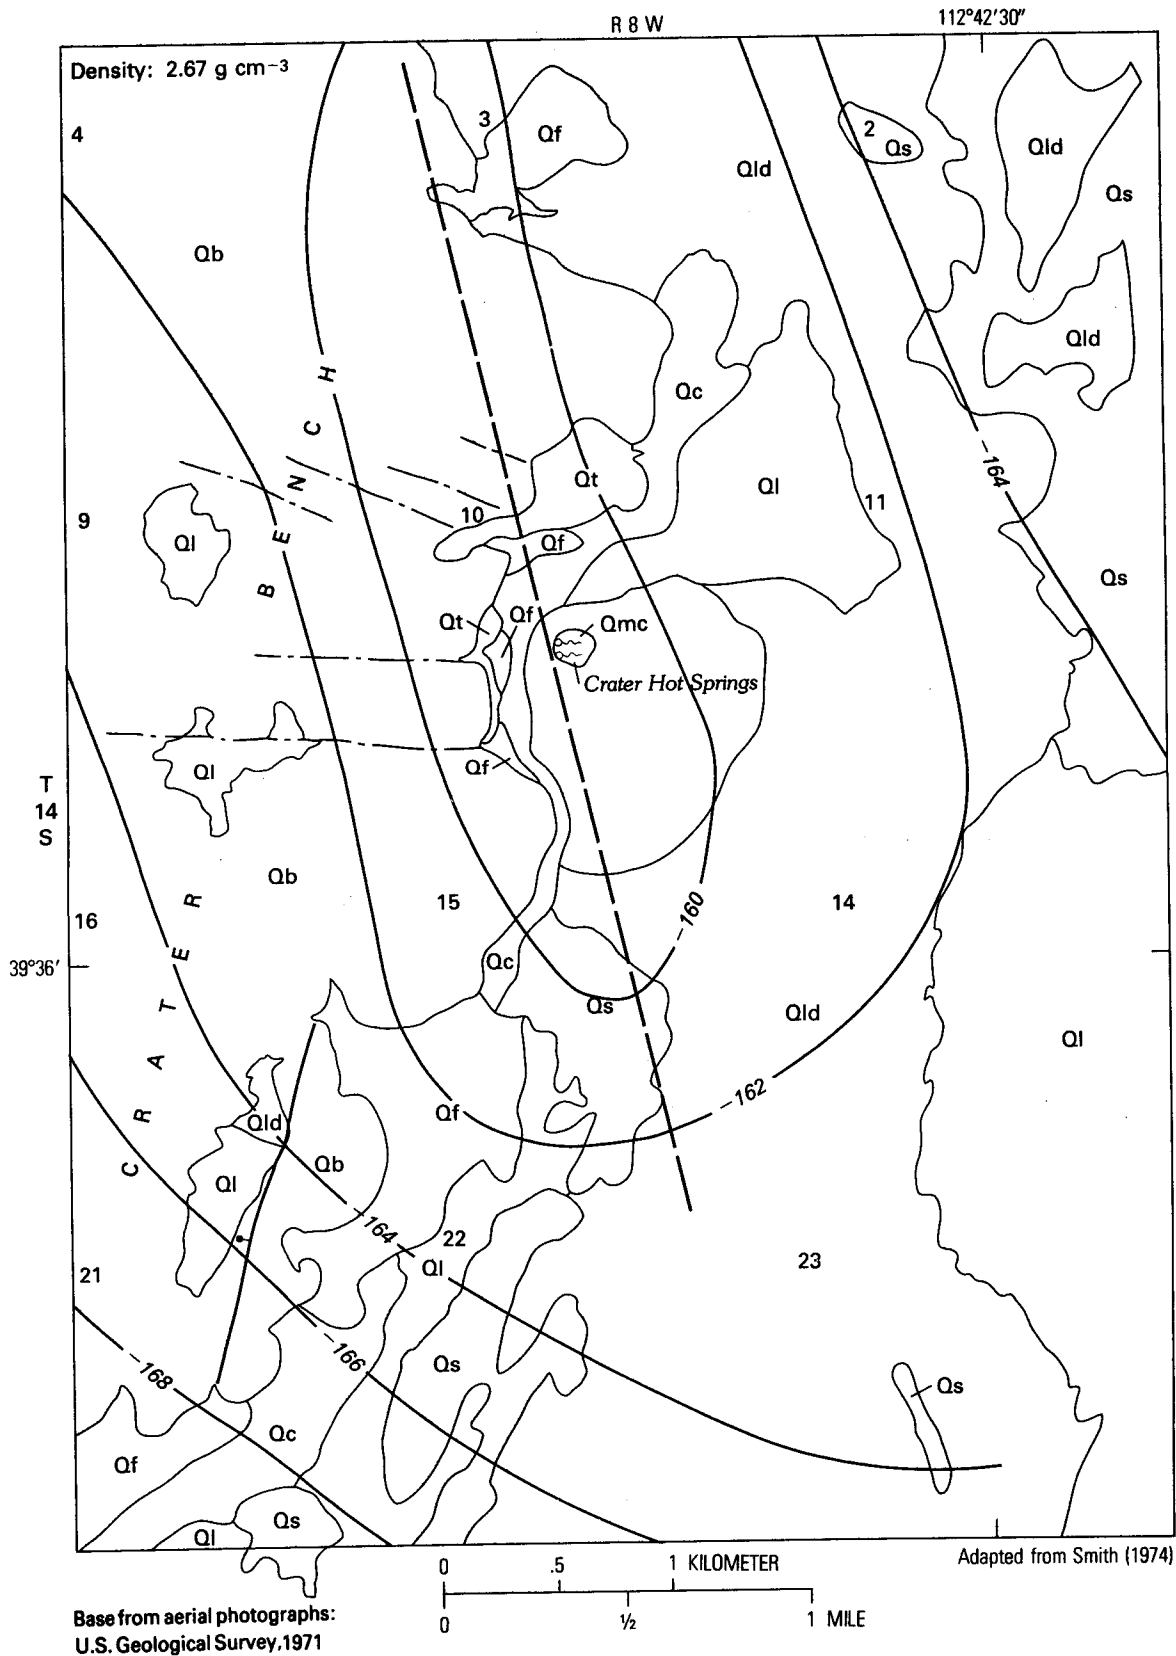 R 8 W
112°42'30"
Density: 2.67 g cm⁻³
4
3
Qf
2
Qs
Qld
Qld
Qs
Qb
Qld
Qc
Qt
Ql
-164
11
9
10
Ql
Qf
Qs
Qt
Qf
Qmc
Crater Hot Springs
Ql
Qf
T
14
S
Qb
15
14
-160
16
39°36'
Qc
Qs
Qld
Ql
-162
Qf
Qld
Qb
Ql
-164
22
Ql
23
21
-166
-168
Qs
Qs
Qc
Qf
Qs
Ql
CRATER BENCH
0 .5 1 KILOMETER
0 ½ 1 MILE
Adapted from Smith (1974)
Base from aerial photographs:
U.S. Geological Survey,1971